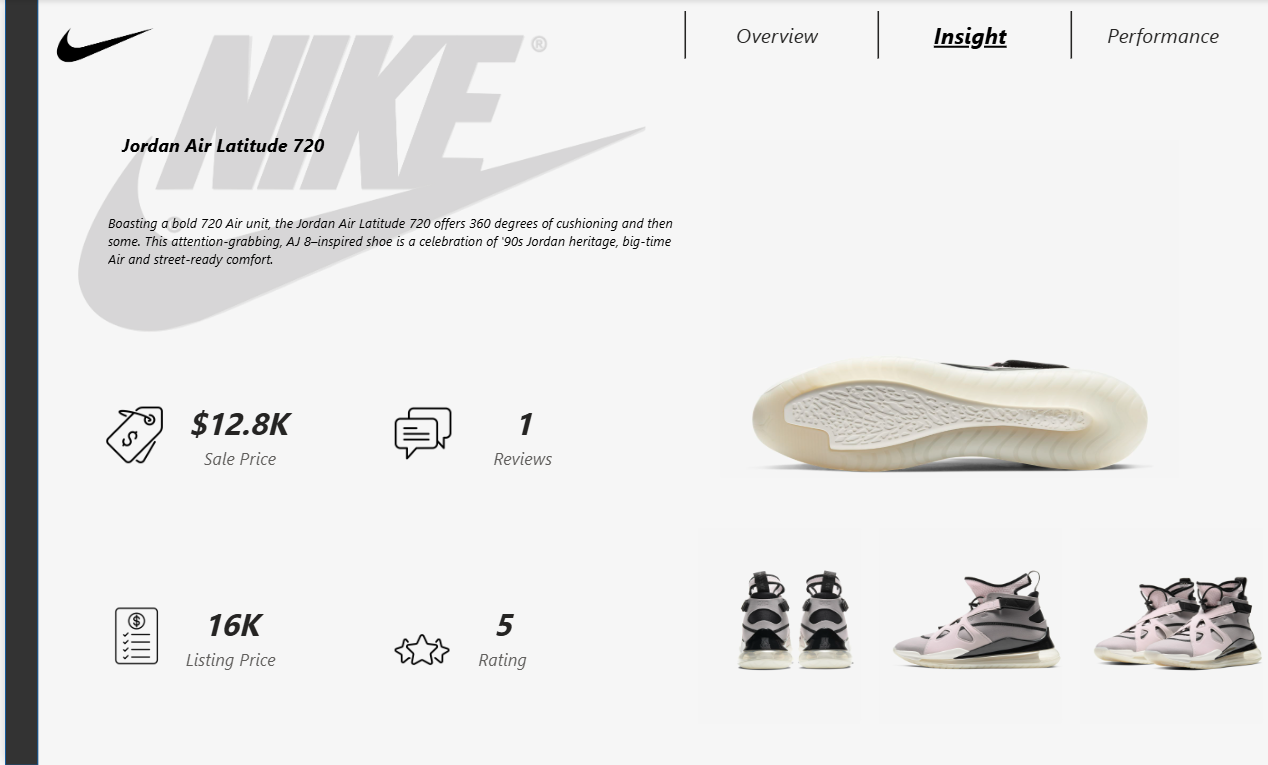 NIKE®
Overview
Insight
Performance
Jordan Air Latitude 720
Boasting a bold 720 Air unit, the Jordan Air Latitude 720 offers 360 degrees of cushioning and then
some. This attention-grabbing, AJ 8–inspired shoe is a celebration of '90s Jordan heritage, big-time
Air and street-ready comfort.
$12.8K
Sale Price
1
Reviews
16K
Listing Price
5
Rating